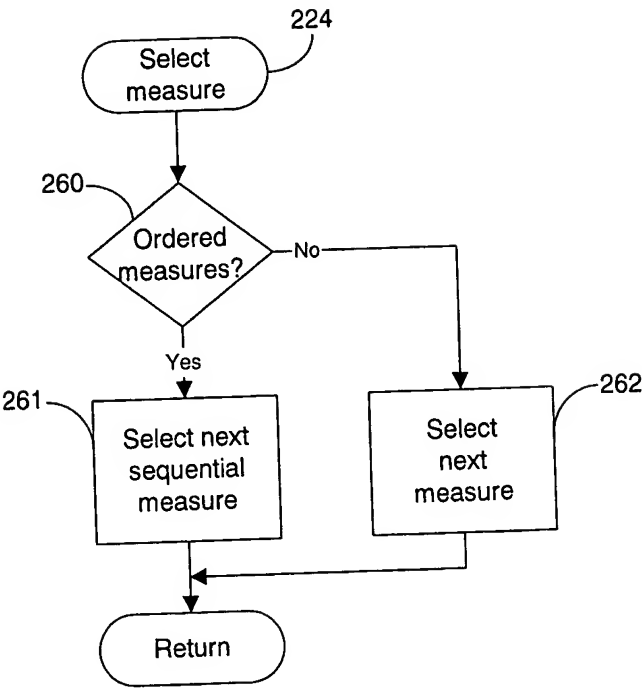 224
Select
measure
260
Ordered
measures?
No
Yes
261
Select next
sequential
measure
262
Select
next
measure
Return